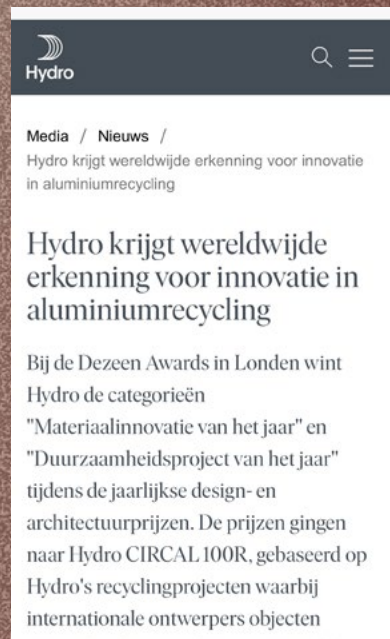 Hydro
Media / Nieuws /
Hydro krijgt wereldwijde erkenning voor innovatie
in aluminiumrecycling
Hydro krijgt wereldwijde
erkenning voor innovatie in
aluminiumrecycling
Bij de Dezeen Awards in Londen wint
Hydro de categorieën
"Materiaalinnovatie van het jaar" en
"Duurzaamheidsproject van het jaar"
tijdens de jaarlijkse design- en
architectuurprijzen. De prijzen gingen
naar Hydro CIRCAL 100R, gebaseerd op
Hydro's recyclingprojecten waarbij
internationale ontwerpers objecten